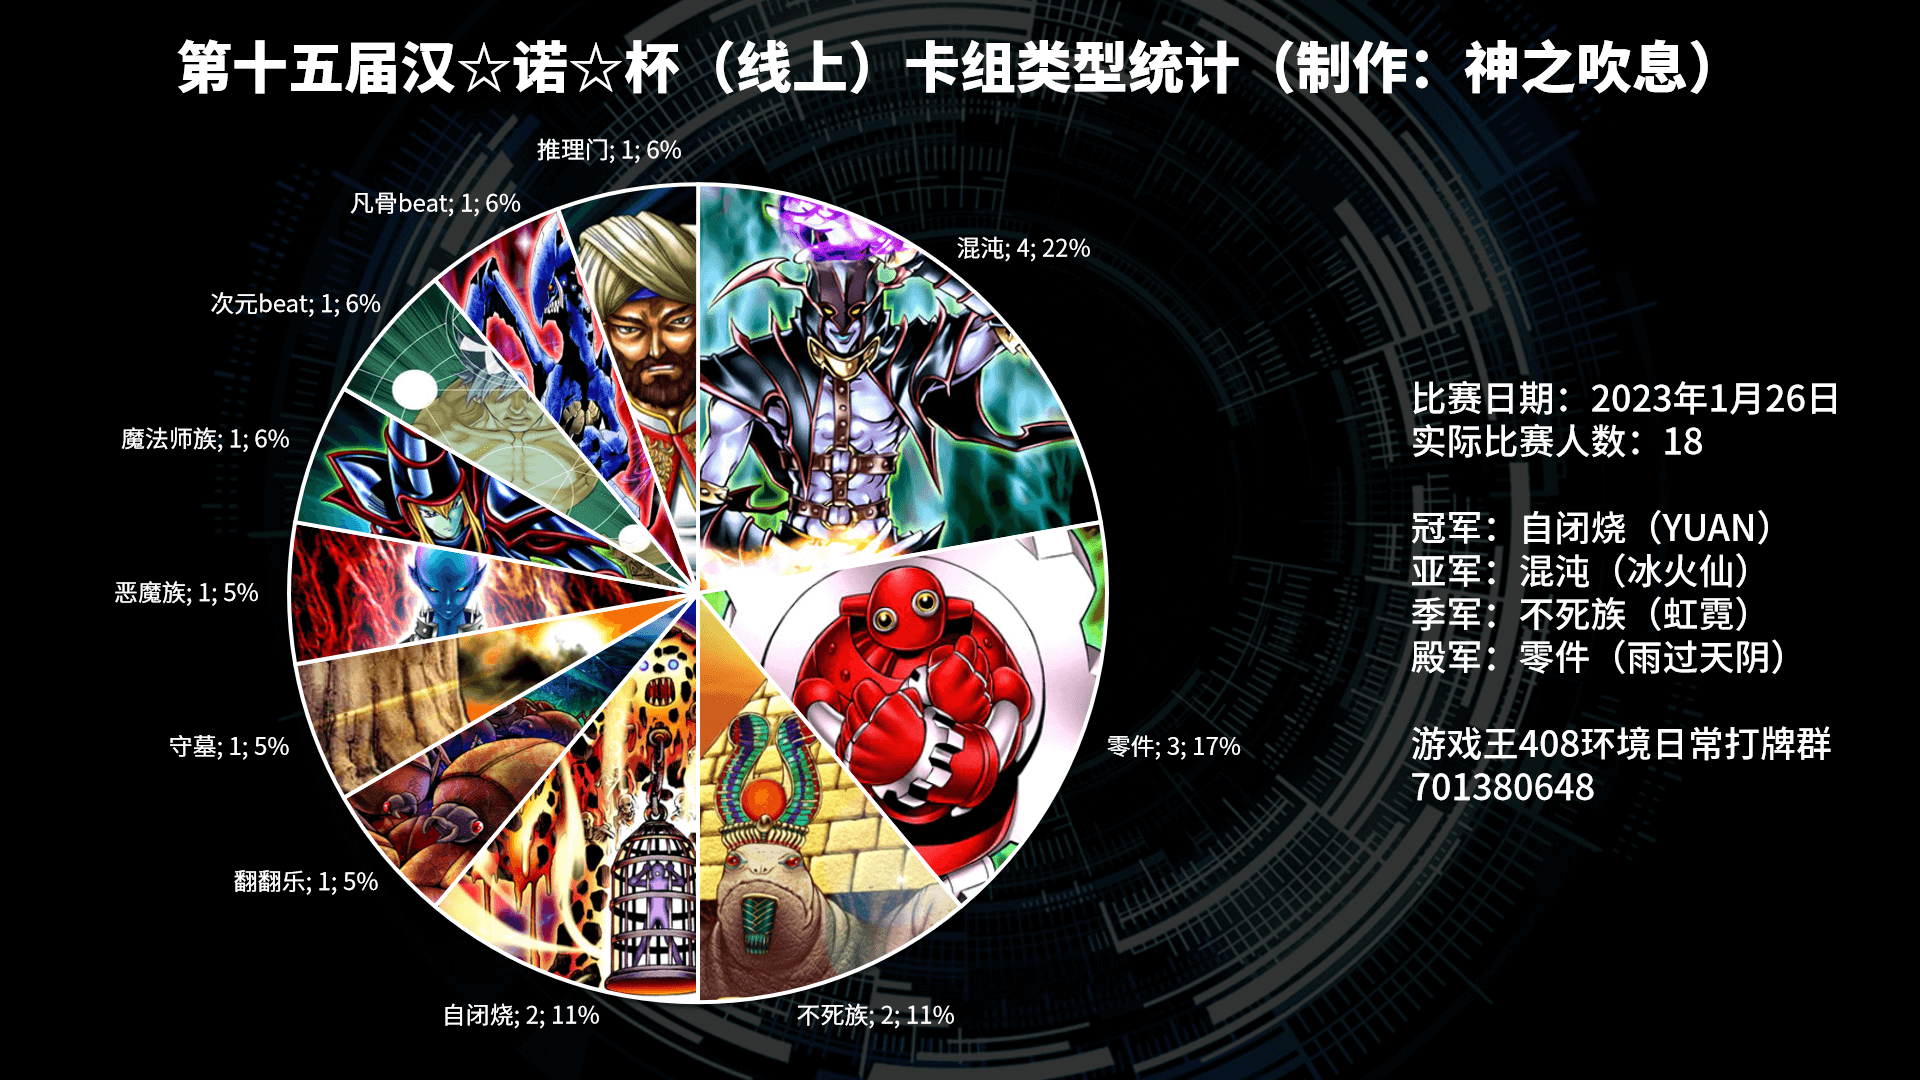 第十五届汉☆诺☆杯（线上）卡组类型统计（制作：神之吹息）
推理门; 1; 6%
凡骨beat; 1; 6%
混沌; 4; 22%
次元beat; 1; 6%
魔法师族; 1; 6%
恶魔族; 1; 5%
守墓; 1; 5%
零件; 3; 17%
翻翻乐; 1; 5%
自闭烧; 2; 11%
不死族; 2; 11%
比赛日期：2023年1月26日
实际比赛人数：18
冠军：自闭烧（YUAN）
亚军：混沌（冰火仙）
季军：不死族（虹霓）
殿军：零件（雨过天阴）
游戏王408环境日常打牌群
701380648